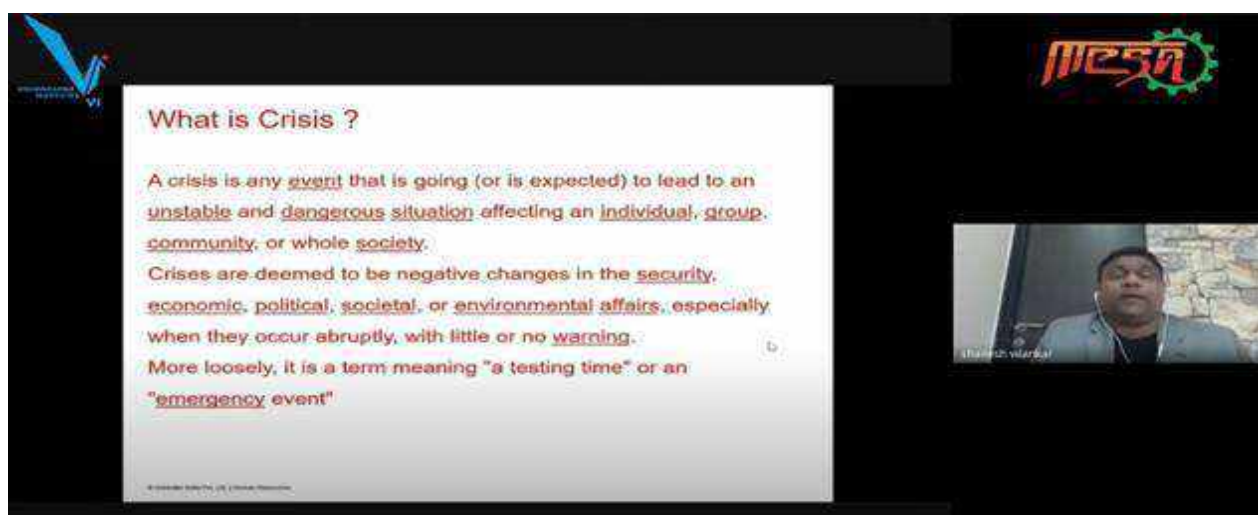 VI
MESA
What is Crisis ?
A crisis is any event that is going (or is expected) to lead to an
unstable and dangerous situation affecting an individual, group,
community, or whole society.
Crises are deemed to be negative changes in the security,
economic, political, societal, or environmental affairs, especially
when they occur abruptly, with little or no warning.
More loosely, it is a term meaning "a testing time" or an
"emergency event"